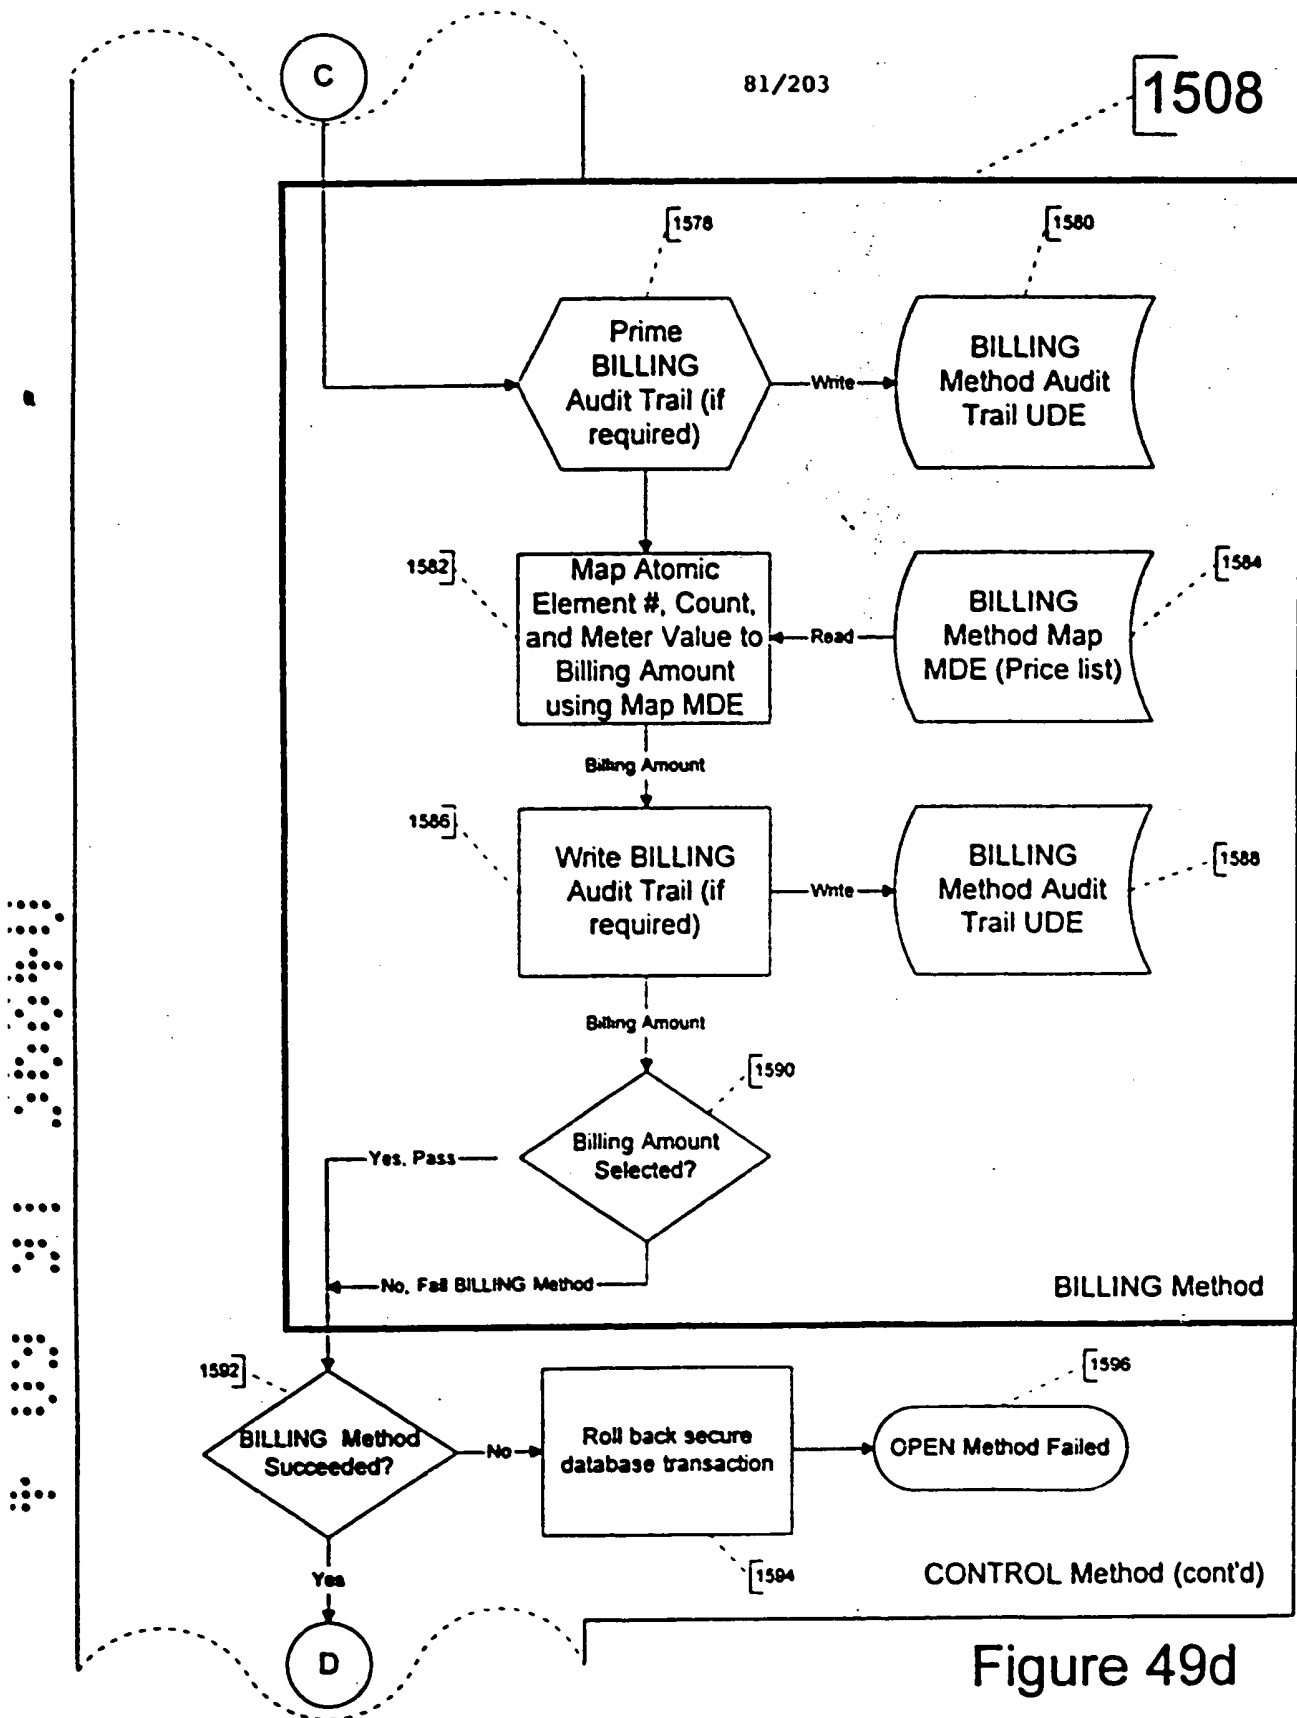 C
81/203
1508
1578
1580
Prime
BILLING
Audit Trail (if
required)
Write
BILLING
Method Audit
Trail UDE
1582
1584
Map Atomic
Element #, Count,
and Meter Value to
Billing Amount
using Map MDE
Read
BILLING
Method Map
MDE (Price list)
Billing Amount
1586
1588
Write BILLING
Audit Trail (if
required)
Write
BILLING
Method Audit
Trail UDE
Billing Amount
1590
Billing Amount
Selected?
Yes, Pass
No, Fail BILLING Method
BILLING Method
1592
1596
BILLING Method
Succeeded?
No
Roll back secure
database transaction
OPEN Method Failed
1594
CONTROL Method (cont'd)
Yes
D
Figure 49d